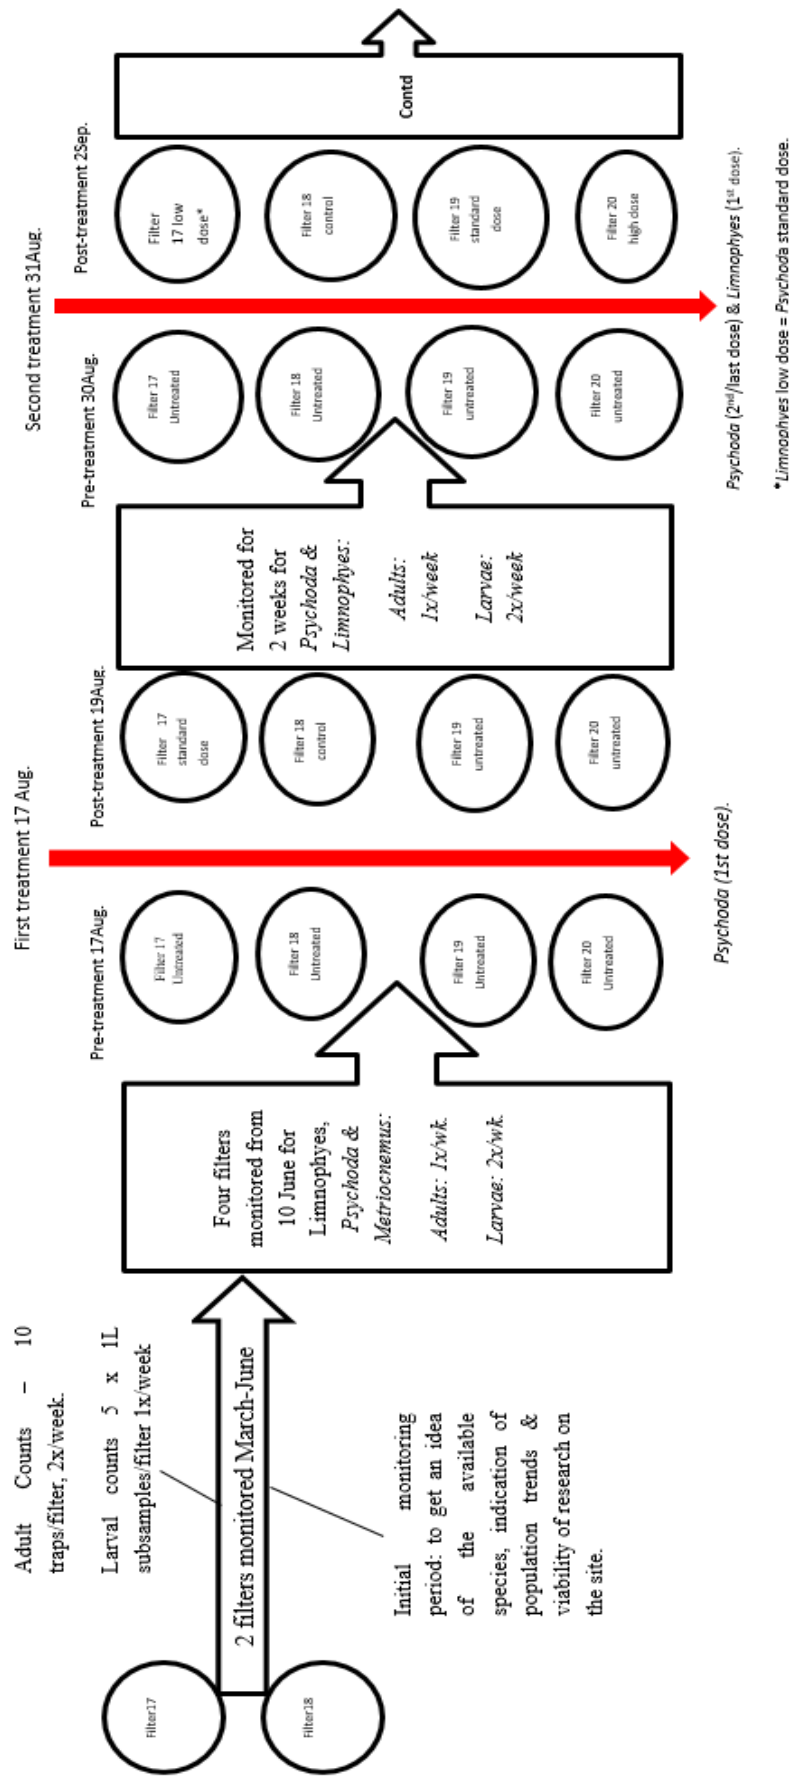 Filter17
Filter18
Adult Counts – 10
traps/filter, 2x/week.
Larval counts 5 x 1L
subsamples/filter 1x/week
2 filters monitored March-June
Initial monitoring
period: to get an idea
of the available
species, indication of
population trends &
viability of research on
the site.
Four filters
monitored from
10 June for
Limnophyes,
Psychoda &
Metriocnemus:
Adults: 1x/wk.
Larvae: 2x/wk.
First treatment 17 Aug.
Pre-treatment 17Aug.
Filter 17
Untreated
Filter 18
Untreated
Filter 19
Untreated
Filter 20
Untreated
Psychoda (1st dose).
Post-treatment 19Aug.
Filter 17
standard
dose
Filter 18
control
Filter 19
untreated
Filter 20
untreated
Monitored for
2 weeks for
Psychoda &
Limnophyes:
Adults:
1x/week
Larvae:
2x/week
Second treatment 31Aug.
Pre-treatment 30Aug.
Filter 17
Untreated
Filter 18
Untreated
Filter 19
untreated
Filter 20
untreated
Post-treatment 2Sep.
Filter
17 low
dose*
Filter 18
control
Filter 19
standard
dose
Filter 20
high dose
Contd
Psychoda (2nd/last dose) & Limnophyes (1st dose).
*Limnophyes low dose = Psychoda standard dose.